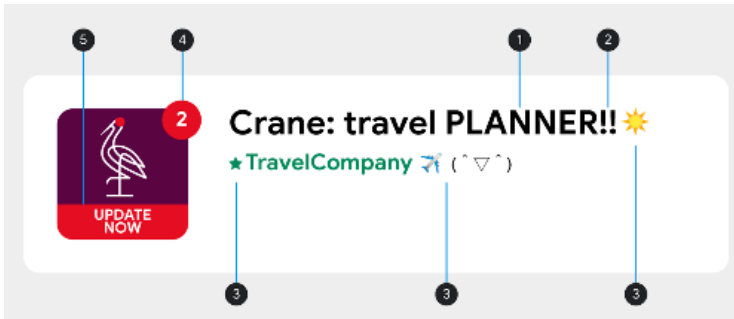 5 4 1 2
2
Crane: travel PLANNER!!☀️
★TravelCompany ✈️ (ˆ▽ˆ)
UPDATE
NOW
3 3 3